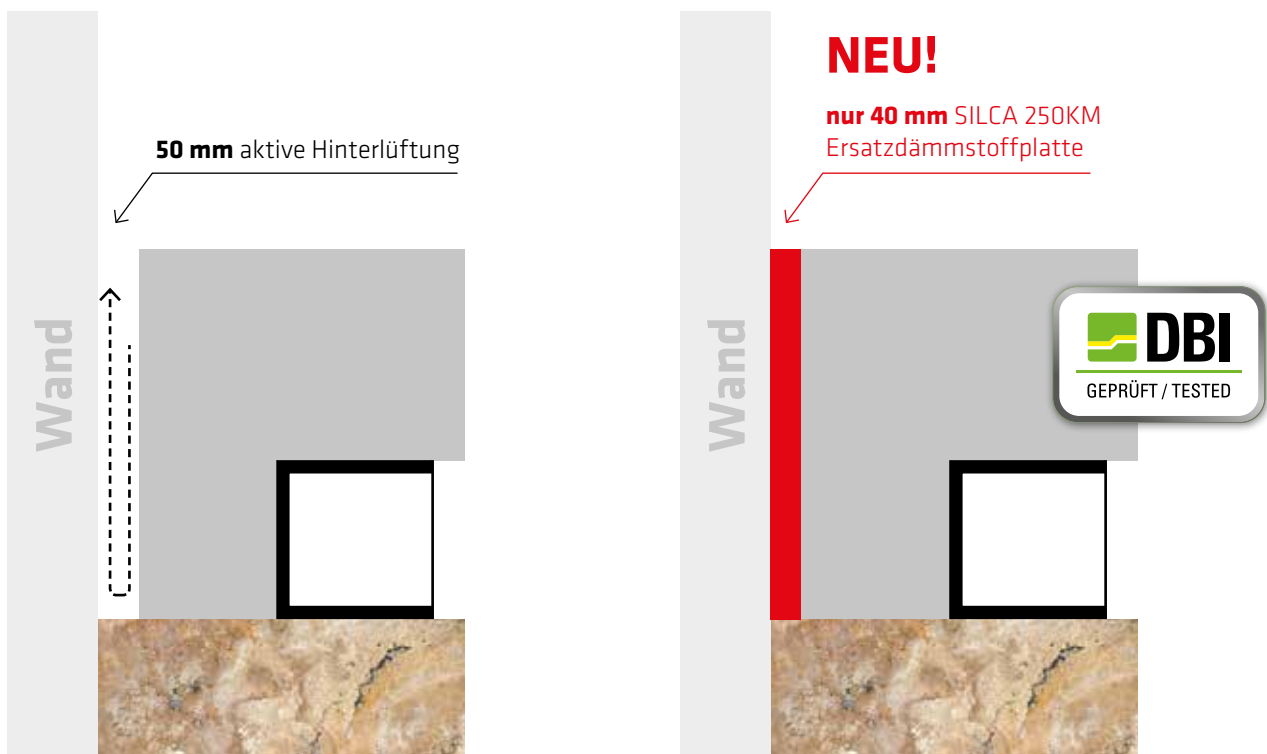 50 mm aktive Hinterlüftung
Wand
NEU!
nur 40 mm SILCA 250KM
Ersatzdämmstoffplatte
Wand
DBI
GEPRÜFT / TESTED